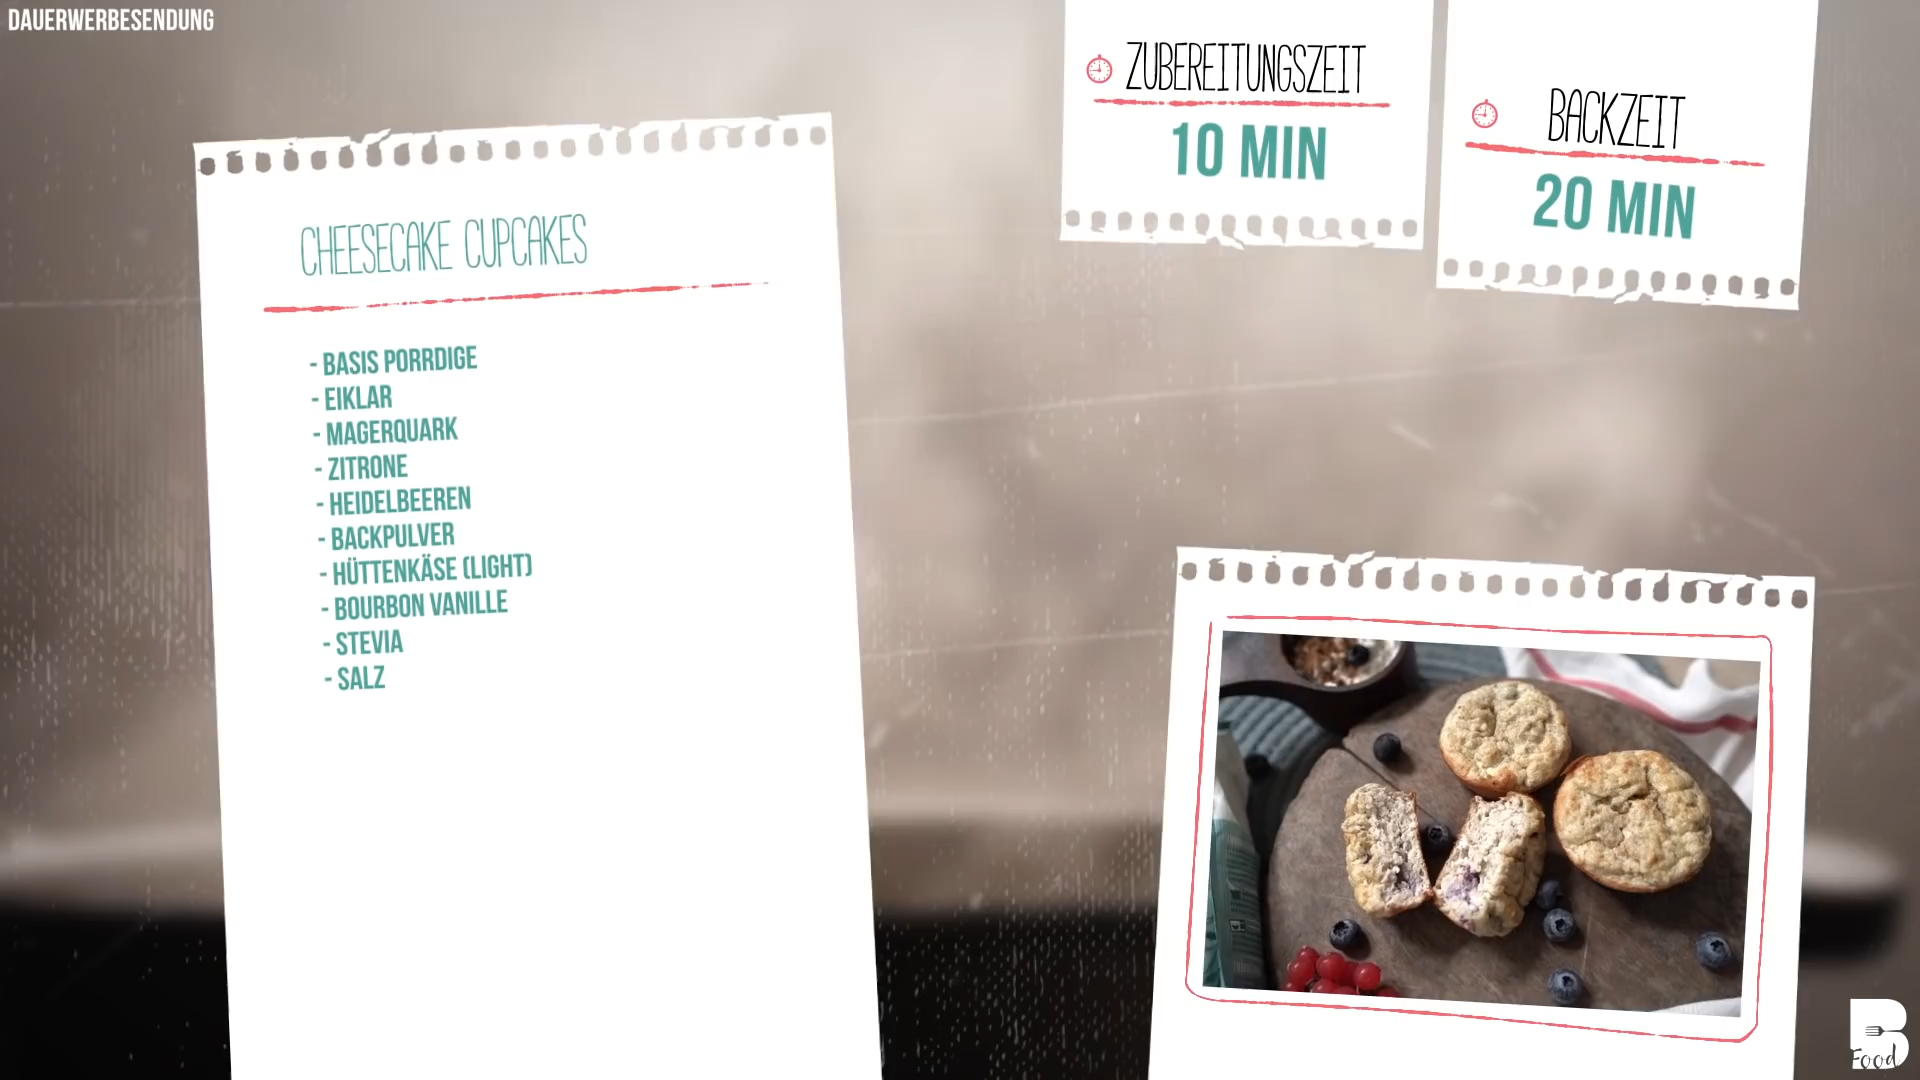 DAUERWERBESENDUNG
ZUBEREITUNGSZEIT
10 MIN
BACKZEIT
20 MIN
CHEESECAKE CUPCAKES
- BASIS PORRDIGE
- EIKLAR
- MAGERQUARK
- ZITRONE
- HEIDELBEEREN
- BACKPULVER
- HÜTTENKÄSE (LIGHT)
- BOURBON VANILLE
- STEVIA
- SALZ
B
Food